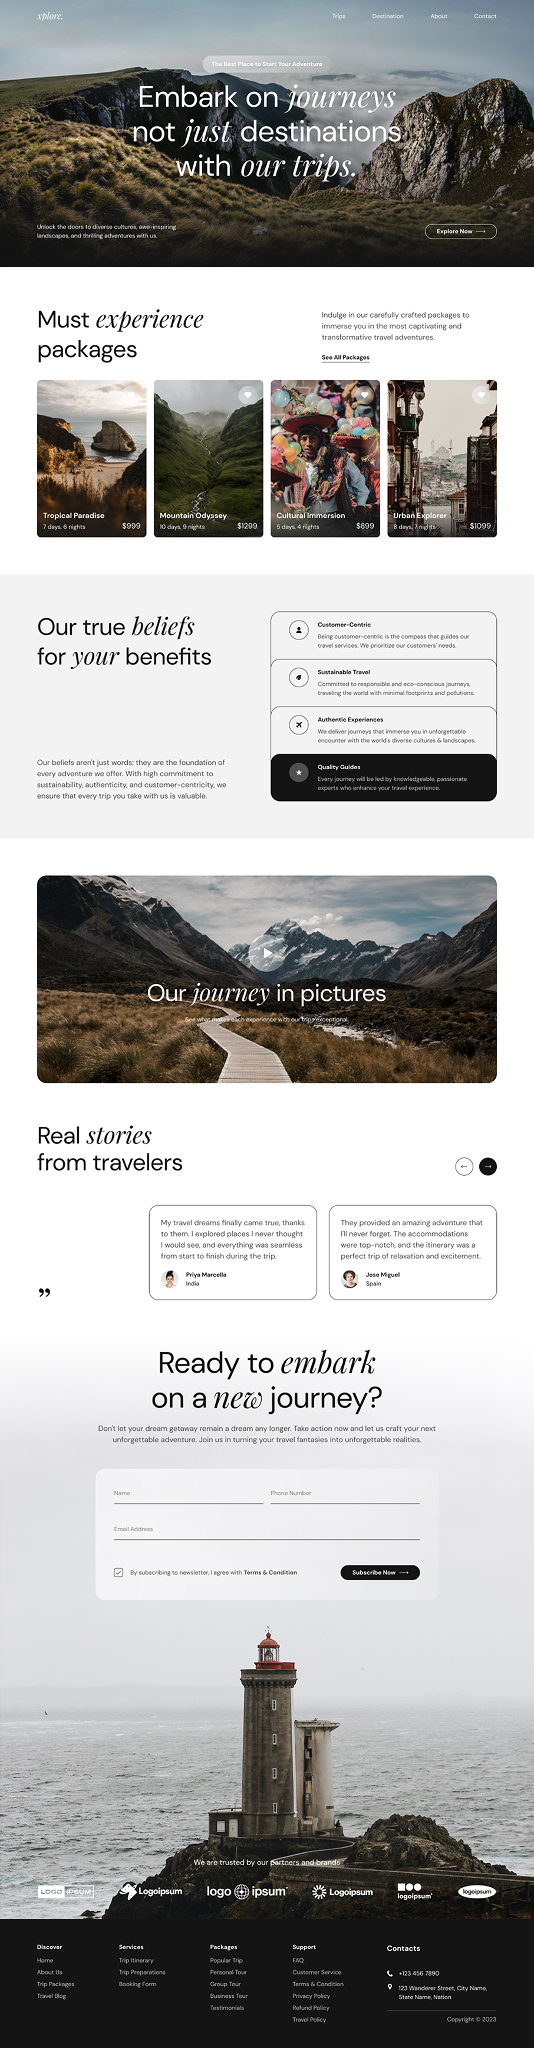 xplore.
Trips
Destination
About
Contact
The Best Place to Start Your Adventure
Embark on journeys
not just destinations
with our trips.
Unlock the doors to diverse cultures, awe-inspiring
landscapes, and thrilling adventures with us.
Explore Now
Must experience
packages
Indulge in our carefully crafted packages to
immerse you in the most captivating and
transformative travel adventures.
See All Packages
Tropical Paradise
7 days, 6 nights
$999
Mountain Odyssey
10 days, 9 nights
$1299
Cultural Immersion
5 days, 4 nights
$899
Urban Explorer
8 days, 7 nights
$1099
Our true beliefs
for your benefits
Our beliefs aren't just words; they are the foundation of
every adventure we offer. With high commitment to
sustainability, authenticity, and customer-centricity, we
ensure that every trip you take with us is valuable.
Customer-Centric
Being customer-centric is the compass that guides our
travel services. We prioritize our customers' needs.
Sustainable Travel
Committed to responsible and eco-conscious journeys,
traveling the world with minimal footprints and pollutions.
Authentic Experiences
We deliver journeys that immerse you in unforgettable
encounter with the world's diverse cultures & landscapes.
Quality Guides
Every journey will be led by knowledgeable, passionate
experts who enhance your travel experience.
Our journey in pictures
See what makes each experience with our trips exceptional.
Real stories
from travelers
My travel dreams finally came true, thanks
to them. I explored places I never thought
I would see, and everything was seamless
from start to finish during the trip.
Priya Marcella
India
They provided an amazing adventure that
I'll never forget. The accommodations
were top-notch, and the itinerary was a
perfect trip of relaxation and excitement.
Jose Miguel
Spain
”
Ready to embark
on a new journey?
Don't let your dream getaway remain a dream any longer. Take action now and let us craft your next
unforgettable adventure. Join us in turning your travel fantasies into unforgettable realities.
Name
Phone Number
Email Address
By subscribing to newsletter, I agree with Terms & Condition
Subscribe Now
We are trusted by our partners and brands
LOGO IPSUM
Logoipsum
logo ipsum
Logoipsum
logoipsum
logoipsum
Discover
Home
About Us
Trip Packages
Travel Blog
Services
Trip Itinerary
Trip Preparations
Booking Form
Packages
Popular Trip
Personal Tour
Group Tour
Business Tour
Testimonials
Support
FAQ
Customer Service
Terms & Condition
Privacy Policy
Refund Policy
Travel Policy
Contacts
+123 456 7890
123 Wanderer Street, City Name,
State Name, Nation
Copyright © 2023